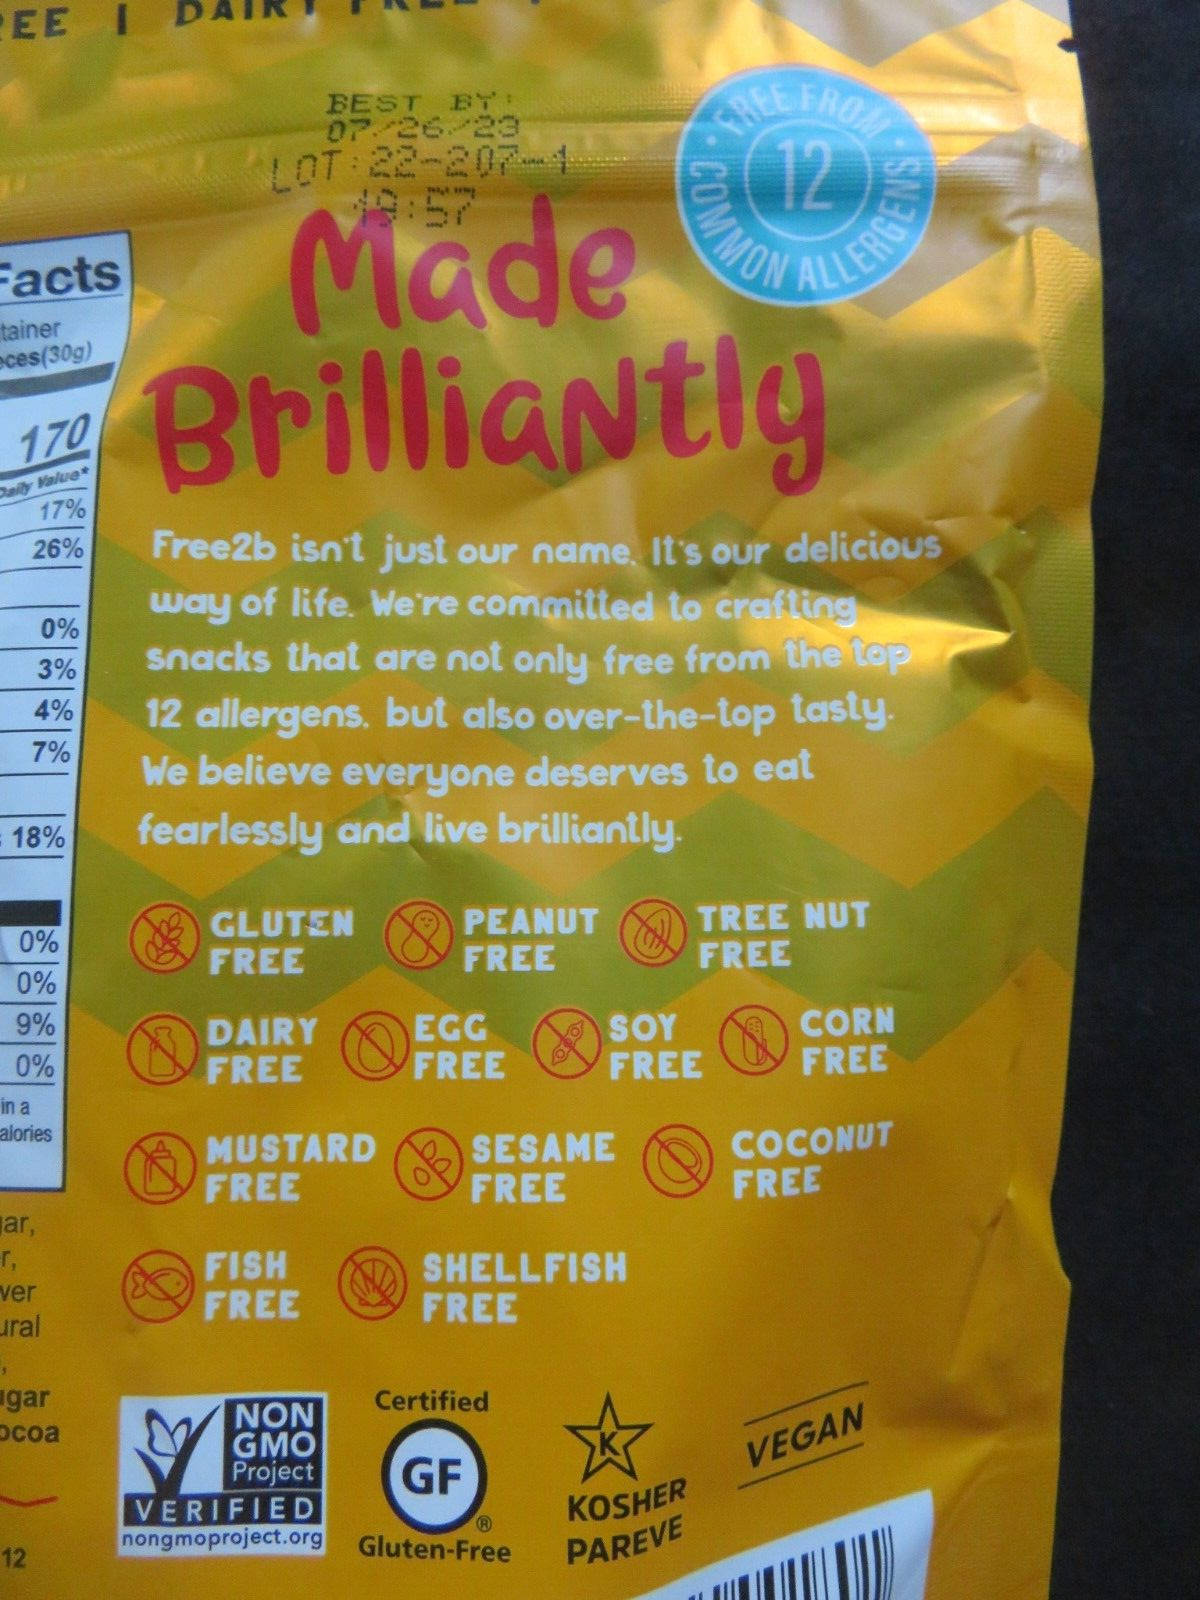 DAIRY FREE
BEST BY:
07/26/23
LOT: 22-207-1
19:57
FREE FROM
12
COMMON ALLERGENS
Made
Brilliantly
Facts
tainer
eces(30g)
170
Daily Value*
17%
26%
0%
3%
4%
7%
18%
0%
0%
9%
0%
in a
alories
Free2b isn't just our name. It's our delicious
way of life. We're committed to crafting
snacks that are not only free from the top
12 allergens, but also over-the-top tasty.
We believe everyone deserves to eat
fearlessly and live brilliantly.
GLUTEN FREE
PEANUT FREE
TREE NUT FREE
DAIRY FREE
EGG FREE
SOY FREE
CORN FREE
MUSTARD FREE
SESAME FREE
COCONUT FREE
FISH FREE
SHELLFISH FREE
gar,
r,
wer
ural
ugar
ocoa
12
NON
GMO
Project
VERIFIED
nongmoproject.org
Certified
GF
Gluten-Free
K
KOSHER
PAREVE
VEGAN